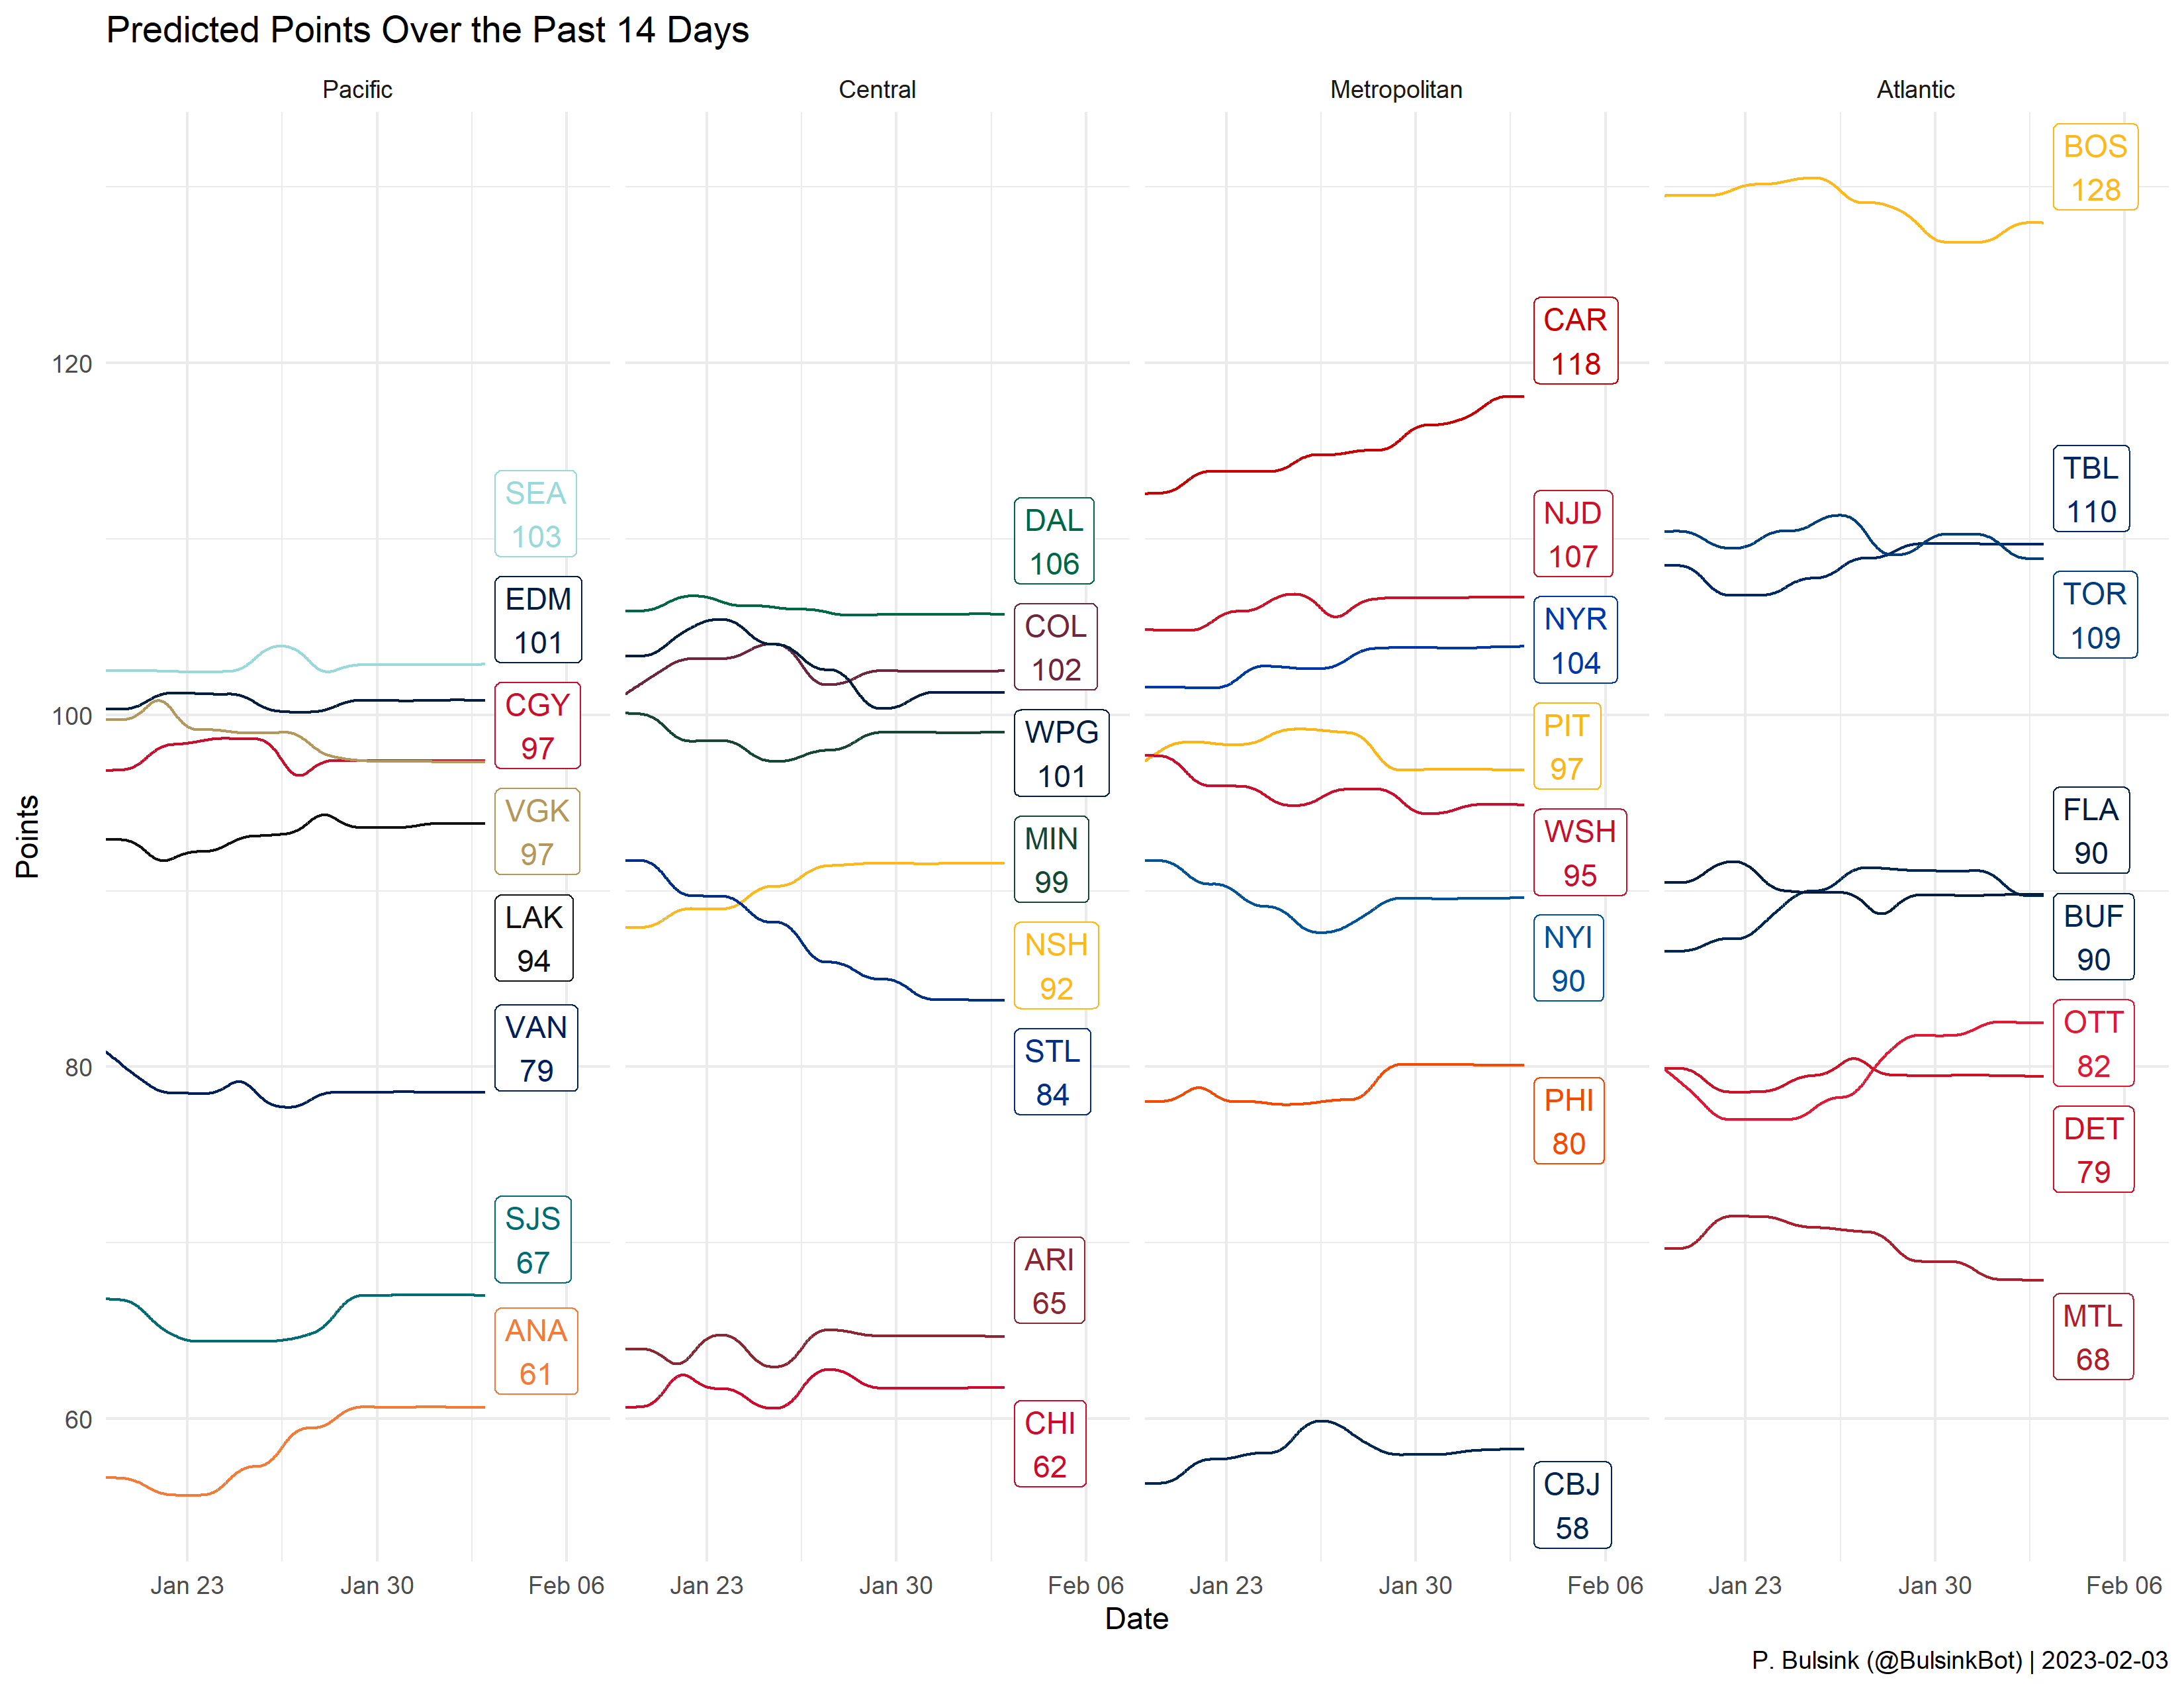 Predicted Points Over the Past 14 Days
Pacific
Central
Metropolitan
Atlantic
Points
120
100
80
60
SEA
103
EDM
101
CGY
97
VGK
97
LAK
94
VAN
79
SJS
67
ANA
61
DAL
106
COL
102
WPG
101
MIN
99
NSH
92
STL
84
ARI
65
CHI
62
CAR
118
NJD
107
NYR
104
PIT
97
WSH
95
NYI
90
PHI
80
CBJ
58
BOS
128
TBL
110
TOR
109
FLA
90
BUF
90
OTT
82
DET
79
MTL
68
Jan 23 Jan 30 Feb 06
Jan 23 Jan 30 Feb 06
Jan 23 Jan 30 Feb 06
Jan 23 Jan 30 Feb 06
Date
P. Bulsink (@BulsinkBot) | 2023-02-03